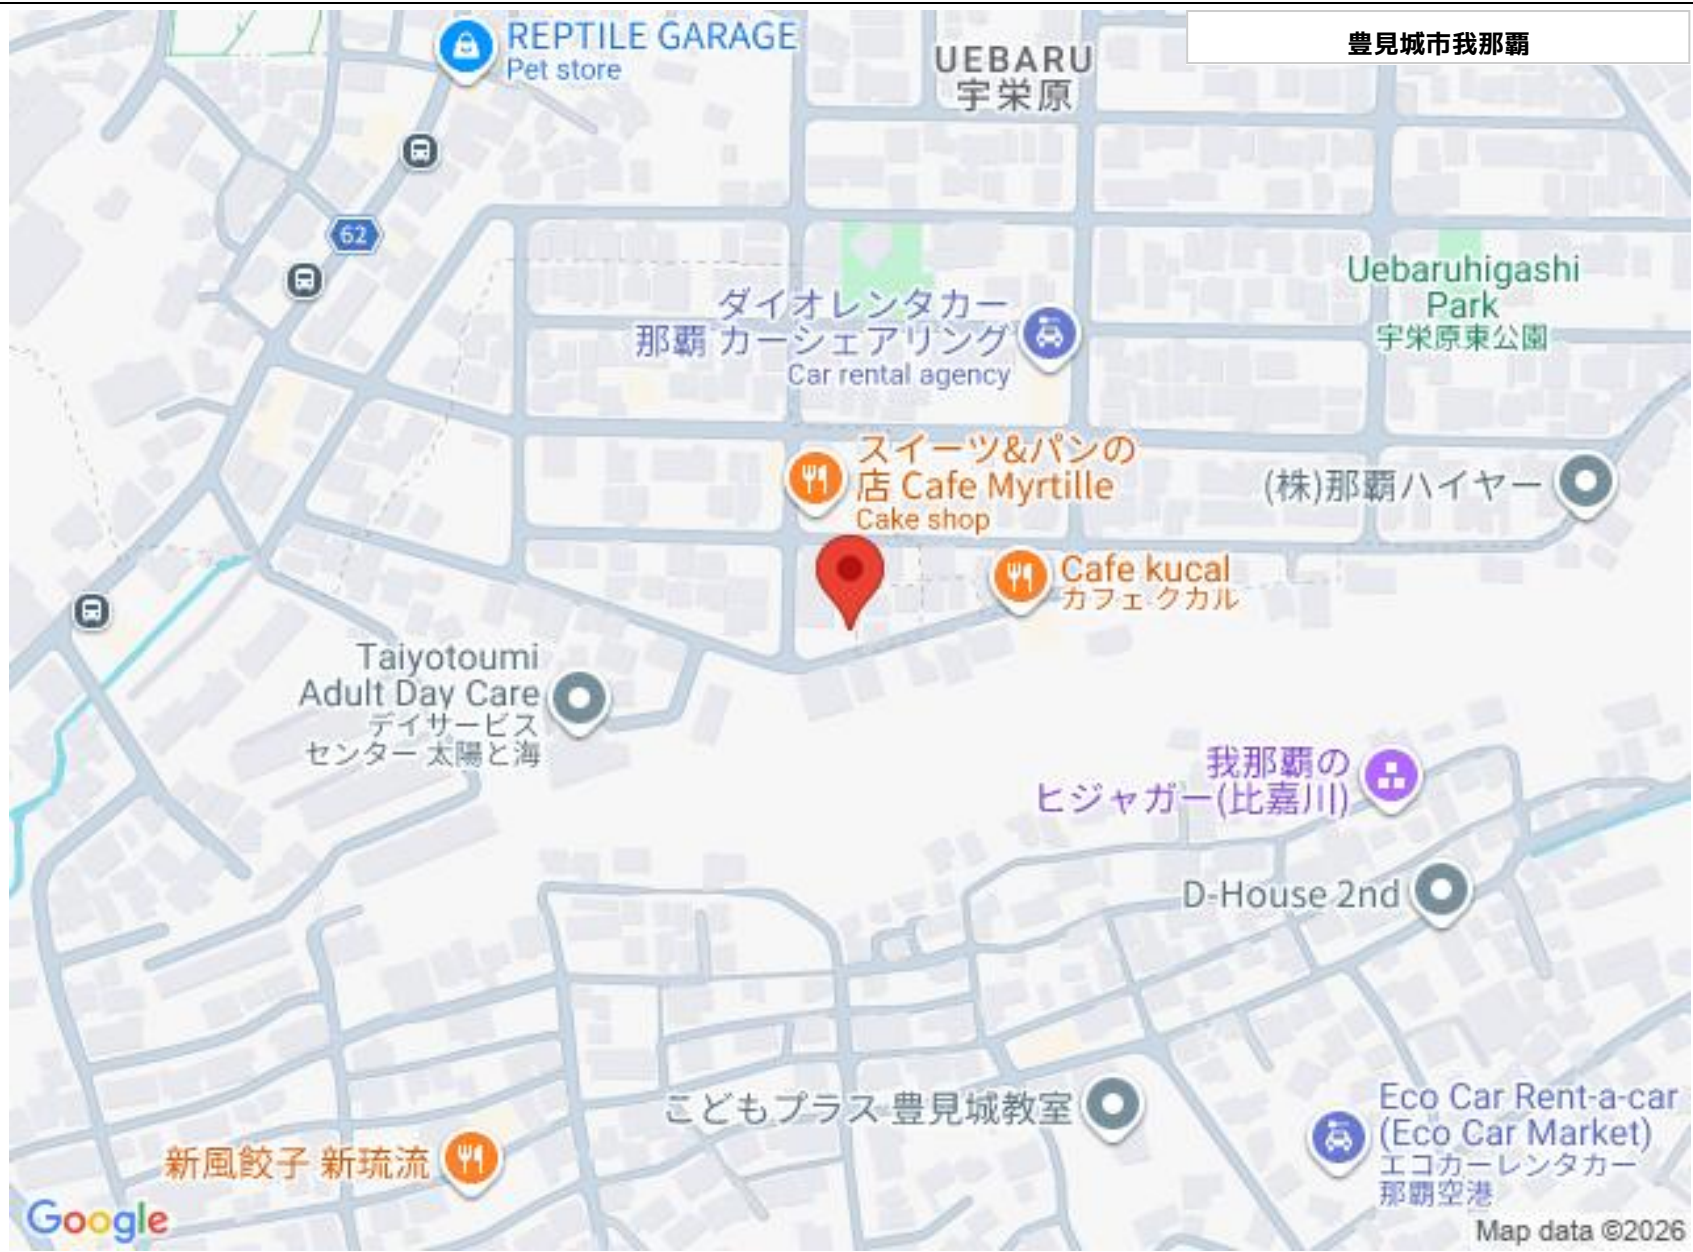 豊見城市我那覇
REPTILE GARAGE
Pet store
UEBARU
宇栄原
62
Uebaruhigashi
Park
宇栄原東公園
ダイオレンタカー
那覇 カーシェアリング
Car rental agency
スイーツ&パンの
店 Cafe Myrtille
Cake shop
(株)那覇ハイヤー
Cafe kucal
カフェ クカル
Taiyotoumi
Adult Day Care
デイサービス
センター 太陽と海
我那覇の
ヒジャガー(比嘉川)
D-House 2nd
こどもプラス 豊見城教室
Eco Car Rent-a-car
(Eco Car Market)
エコカーレンタカー
那覇空港
新風餃子 新琉流
Google
Map data ©2026